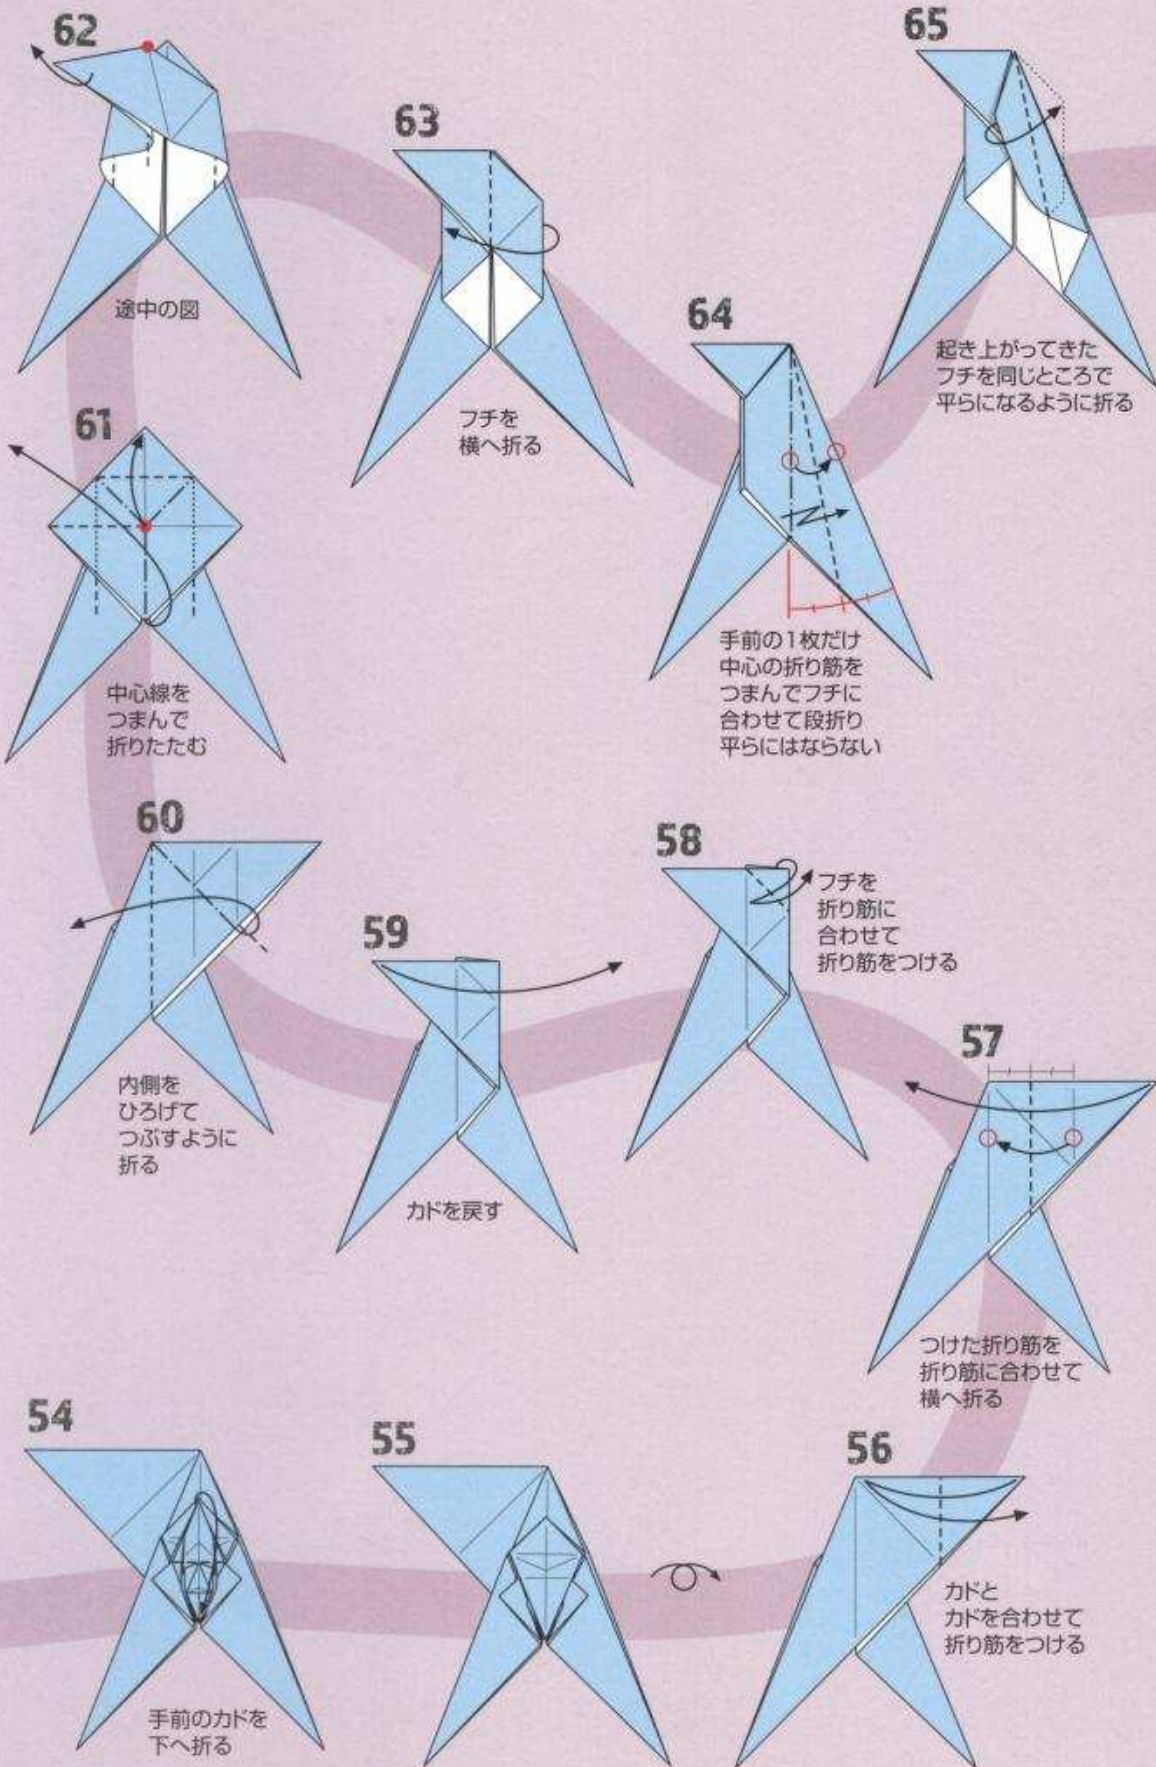 54
手前のカドを
下へ折る
55
56
カドと
カドを合わせて
折り筋をつける
57
つけた折り筋を
折り筋に合わせて
横へ折る
58
フチを
折り筋に
合わせて
折り筋をつける
59
カドを戻す
60
内側を
ひろげて
つぶすように
折る
61
中心線を
つまんで
折りたたむ
62
途中の図
63
フチを
横へ折る
64
手前の1枚だけ
中心の折り筋を
つまんでフチに
合わせて段折り
平らにはならない
65
起き上がってきた
フチを同じところで
平らになるように折る